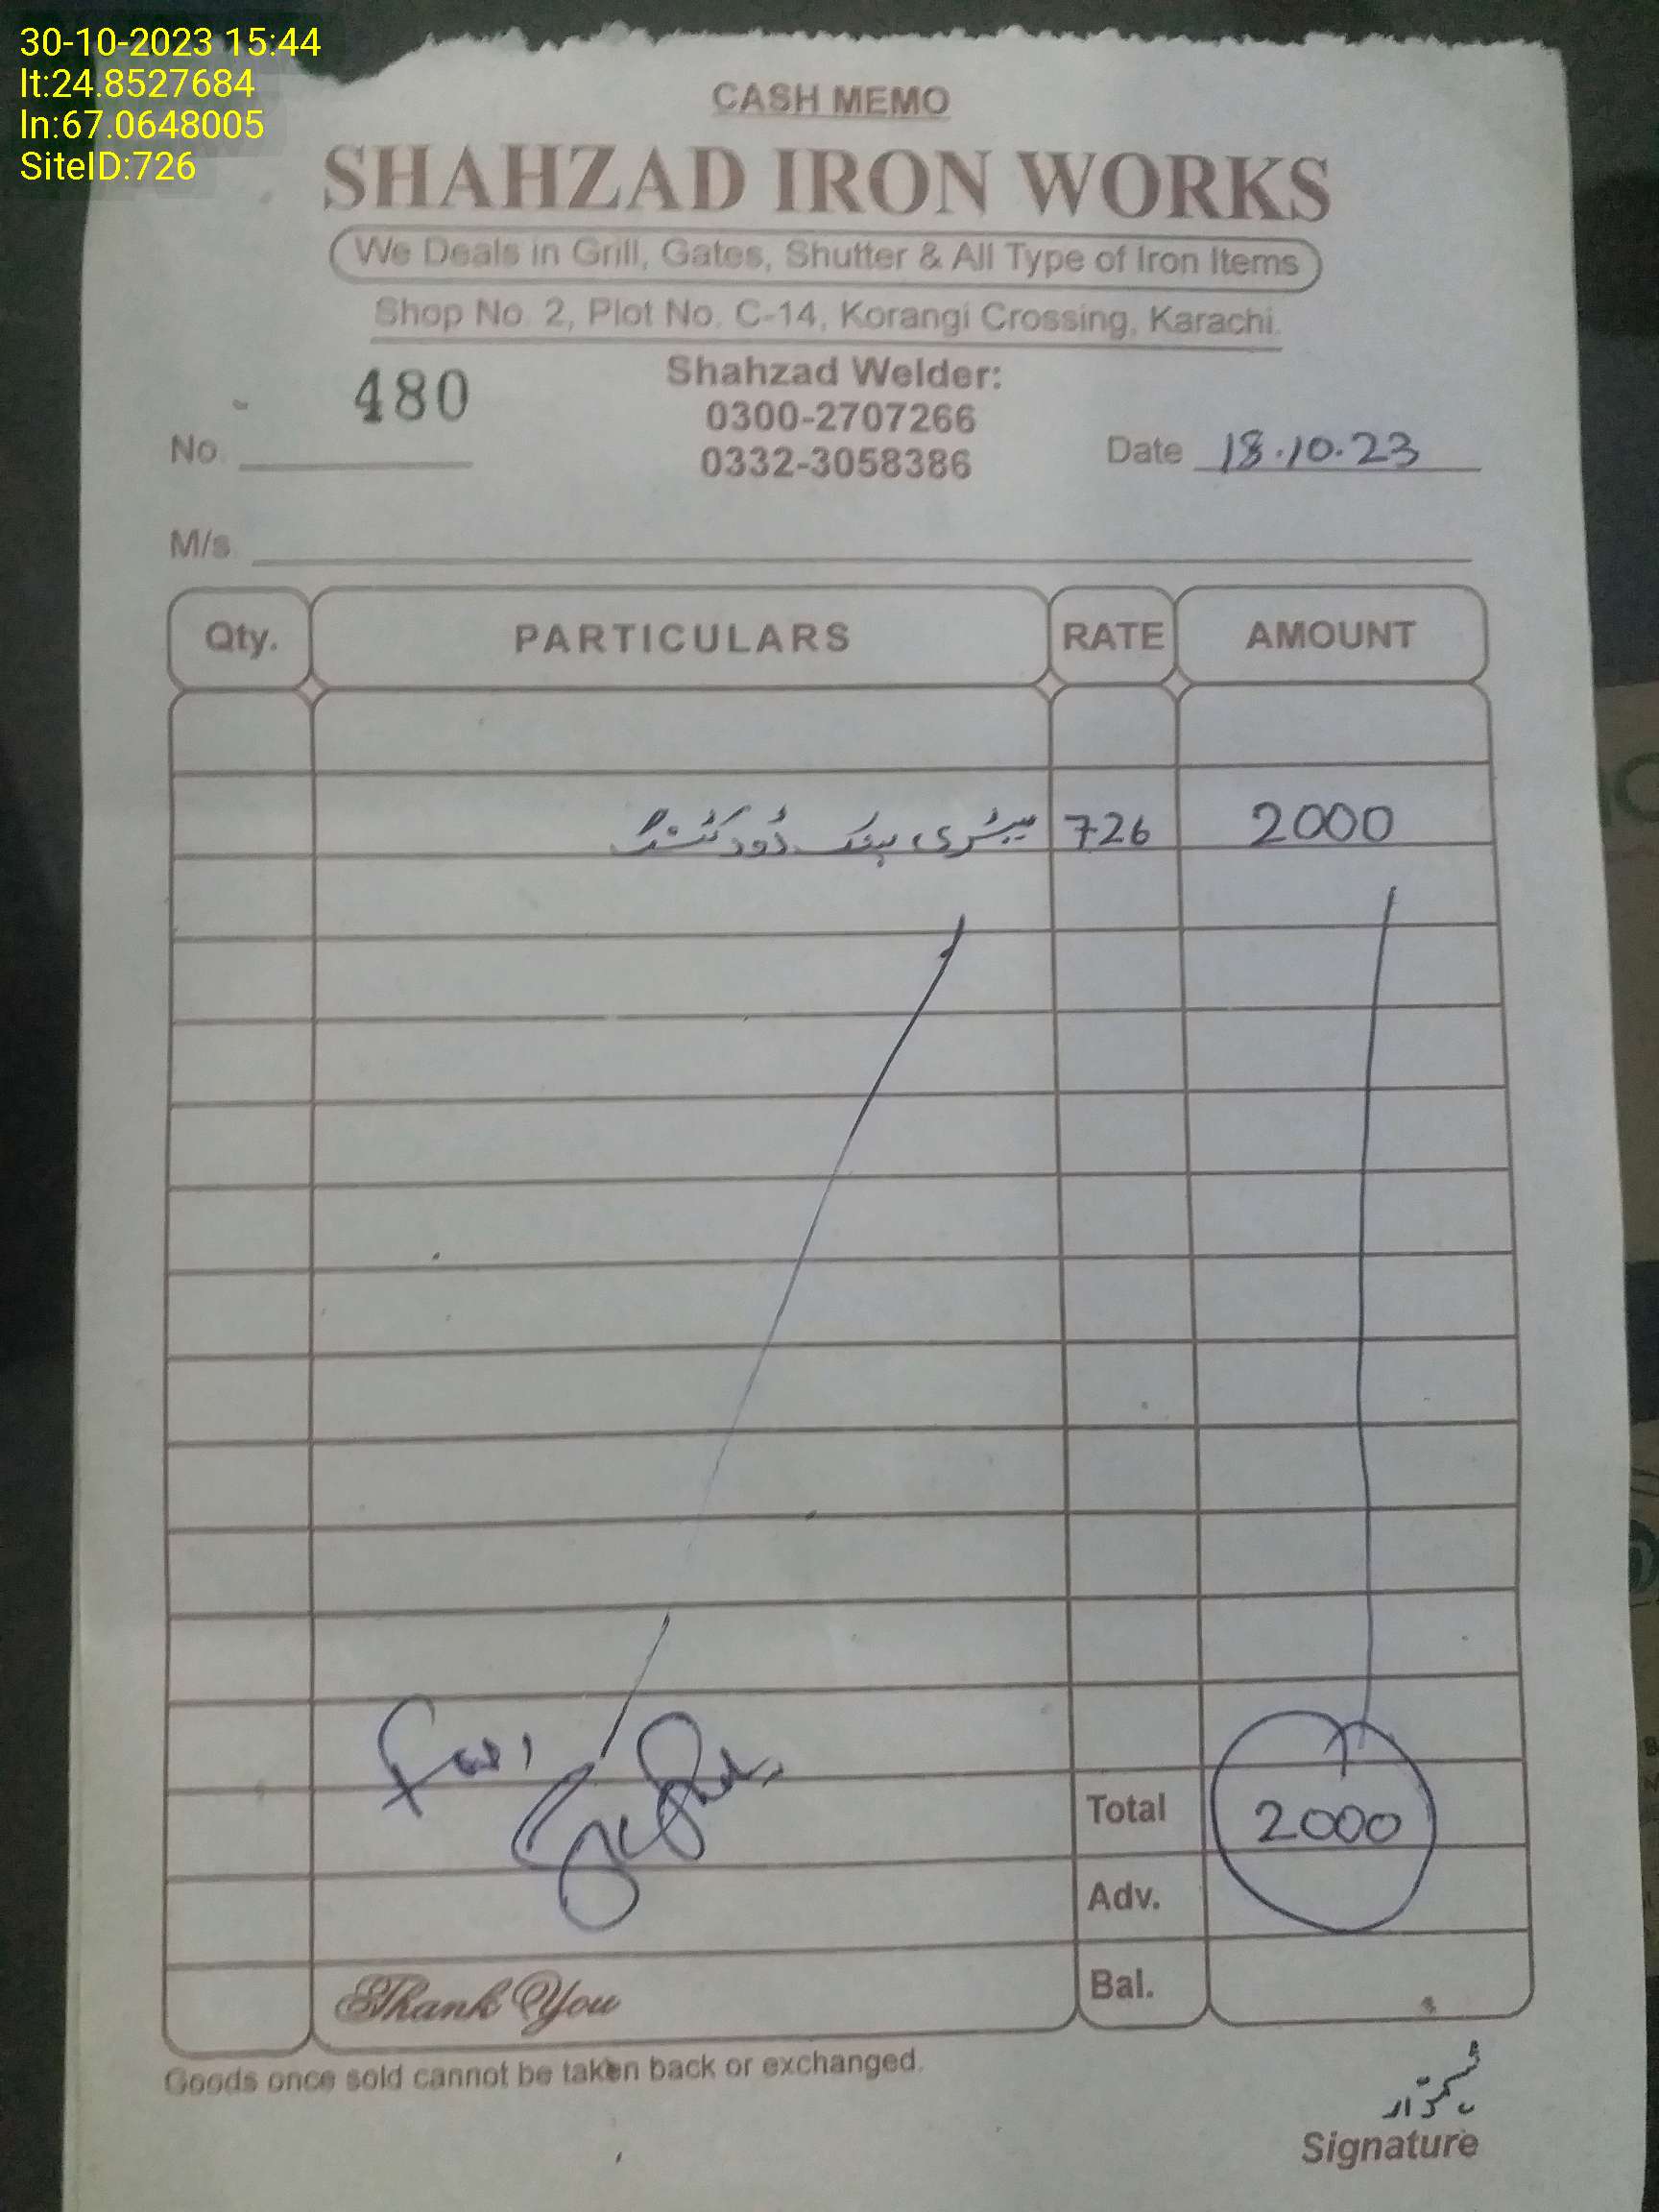 30-10-2023 15:44
lt:24.8527684
ln:67.0648005
SiteID:726
CASH MEMO
SHAHZAD IRON WORKS
We Deals in Grill, Gates, Shutter & All Type of Iron Items
Shop No. 2, Plot No. C-14, Korangi Crossing, Karachi.
480
Shahzad Welder:
0300-2707266
0332-3058386
No.
Date 18.10.23
M/s
Qty. PARTICULARS RATE AMOUNT
بیٹری 726 2000
Total 2000
Adv.
Bal.
Thank You
Goods once sold cannot be taken back or exchanged.
Signature